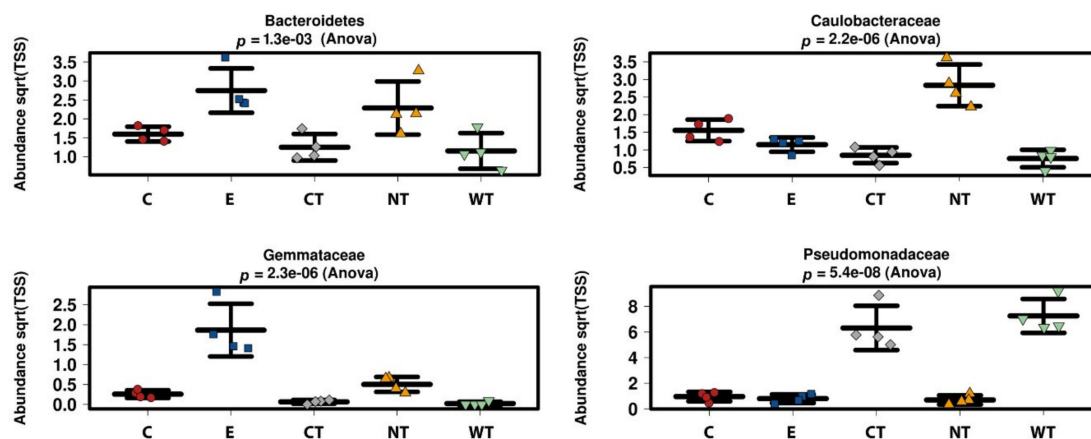 Bacteroidetes
p = 1.3e-03 (Anova)
Abundance sqrt(TSS)
3.5
3.0
2.5
2.0
1.5
1.0
C E CT NT WT
Caulobacteraceae
p = 2.2e-06 (Anova)
Abundance sqrt(TSS)
3.5
3.0
2.5
2.0
1.5
1.0
0.5
C E CT NT WT
Gemmataceae
p = 2.3e-06 (Anova)
Abundance sqrt(TSS)
2.5
2.0
1.5
1.0
0.5
0.0
C E CT NT WT
Pseudomonadaceae
p = 5.4e-08 (Anova)
Abundance sqrt(TSS)
8
6
4
2
0
C E CT NT WT